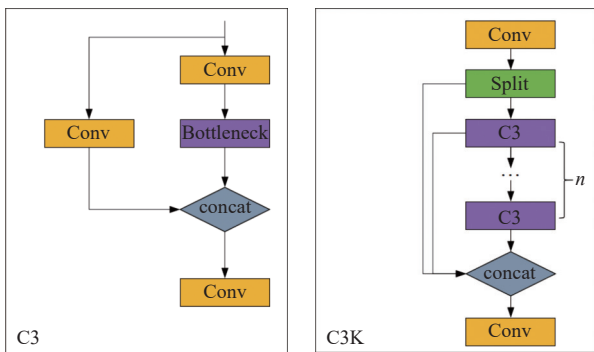 Conv
Conv
Bottleneck
concat
Conv
C3
Conv
Split
C3
...
n
C3
concat
Conv
C3K